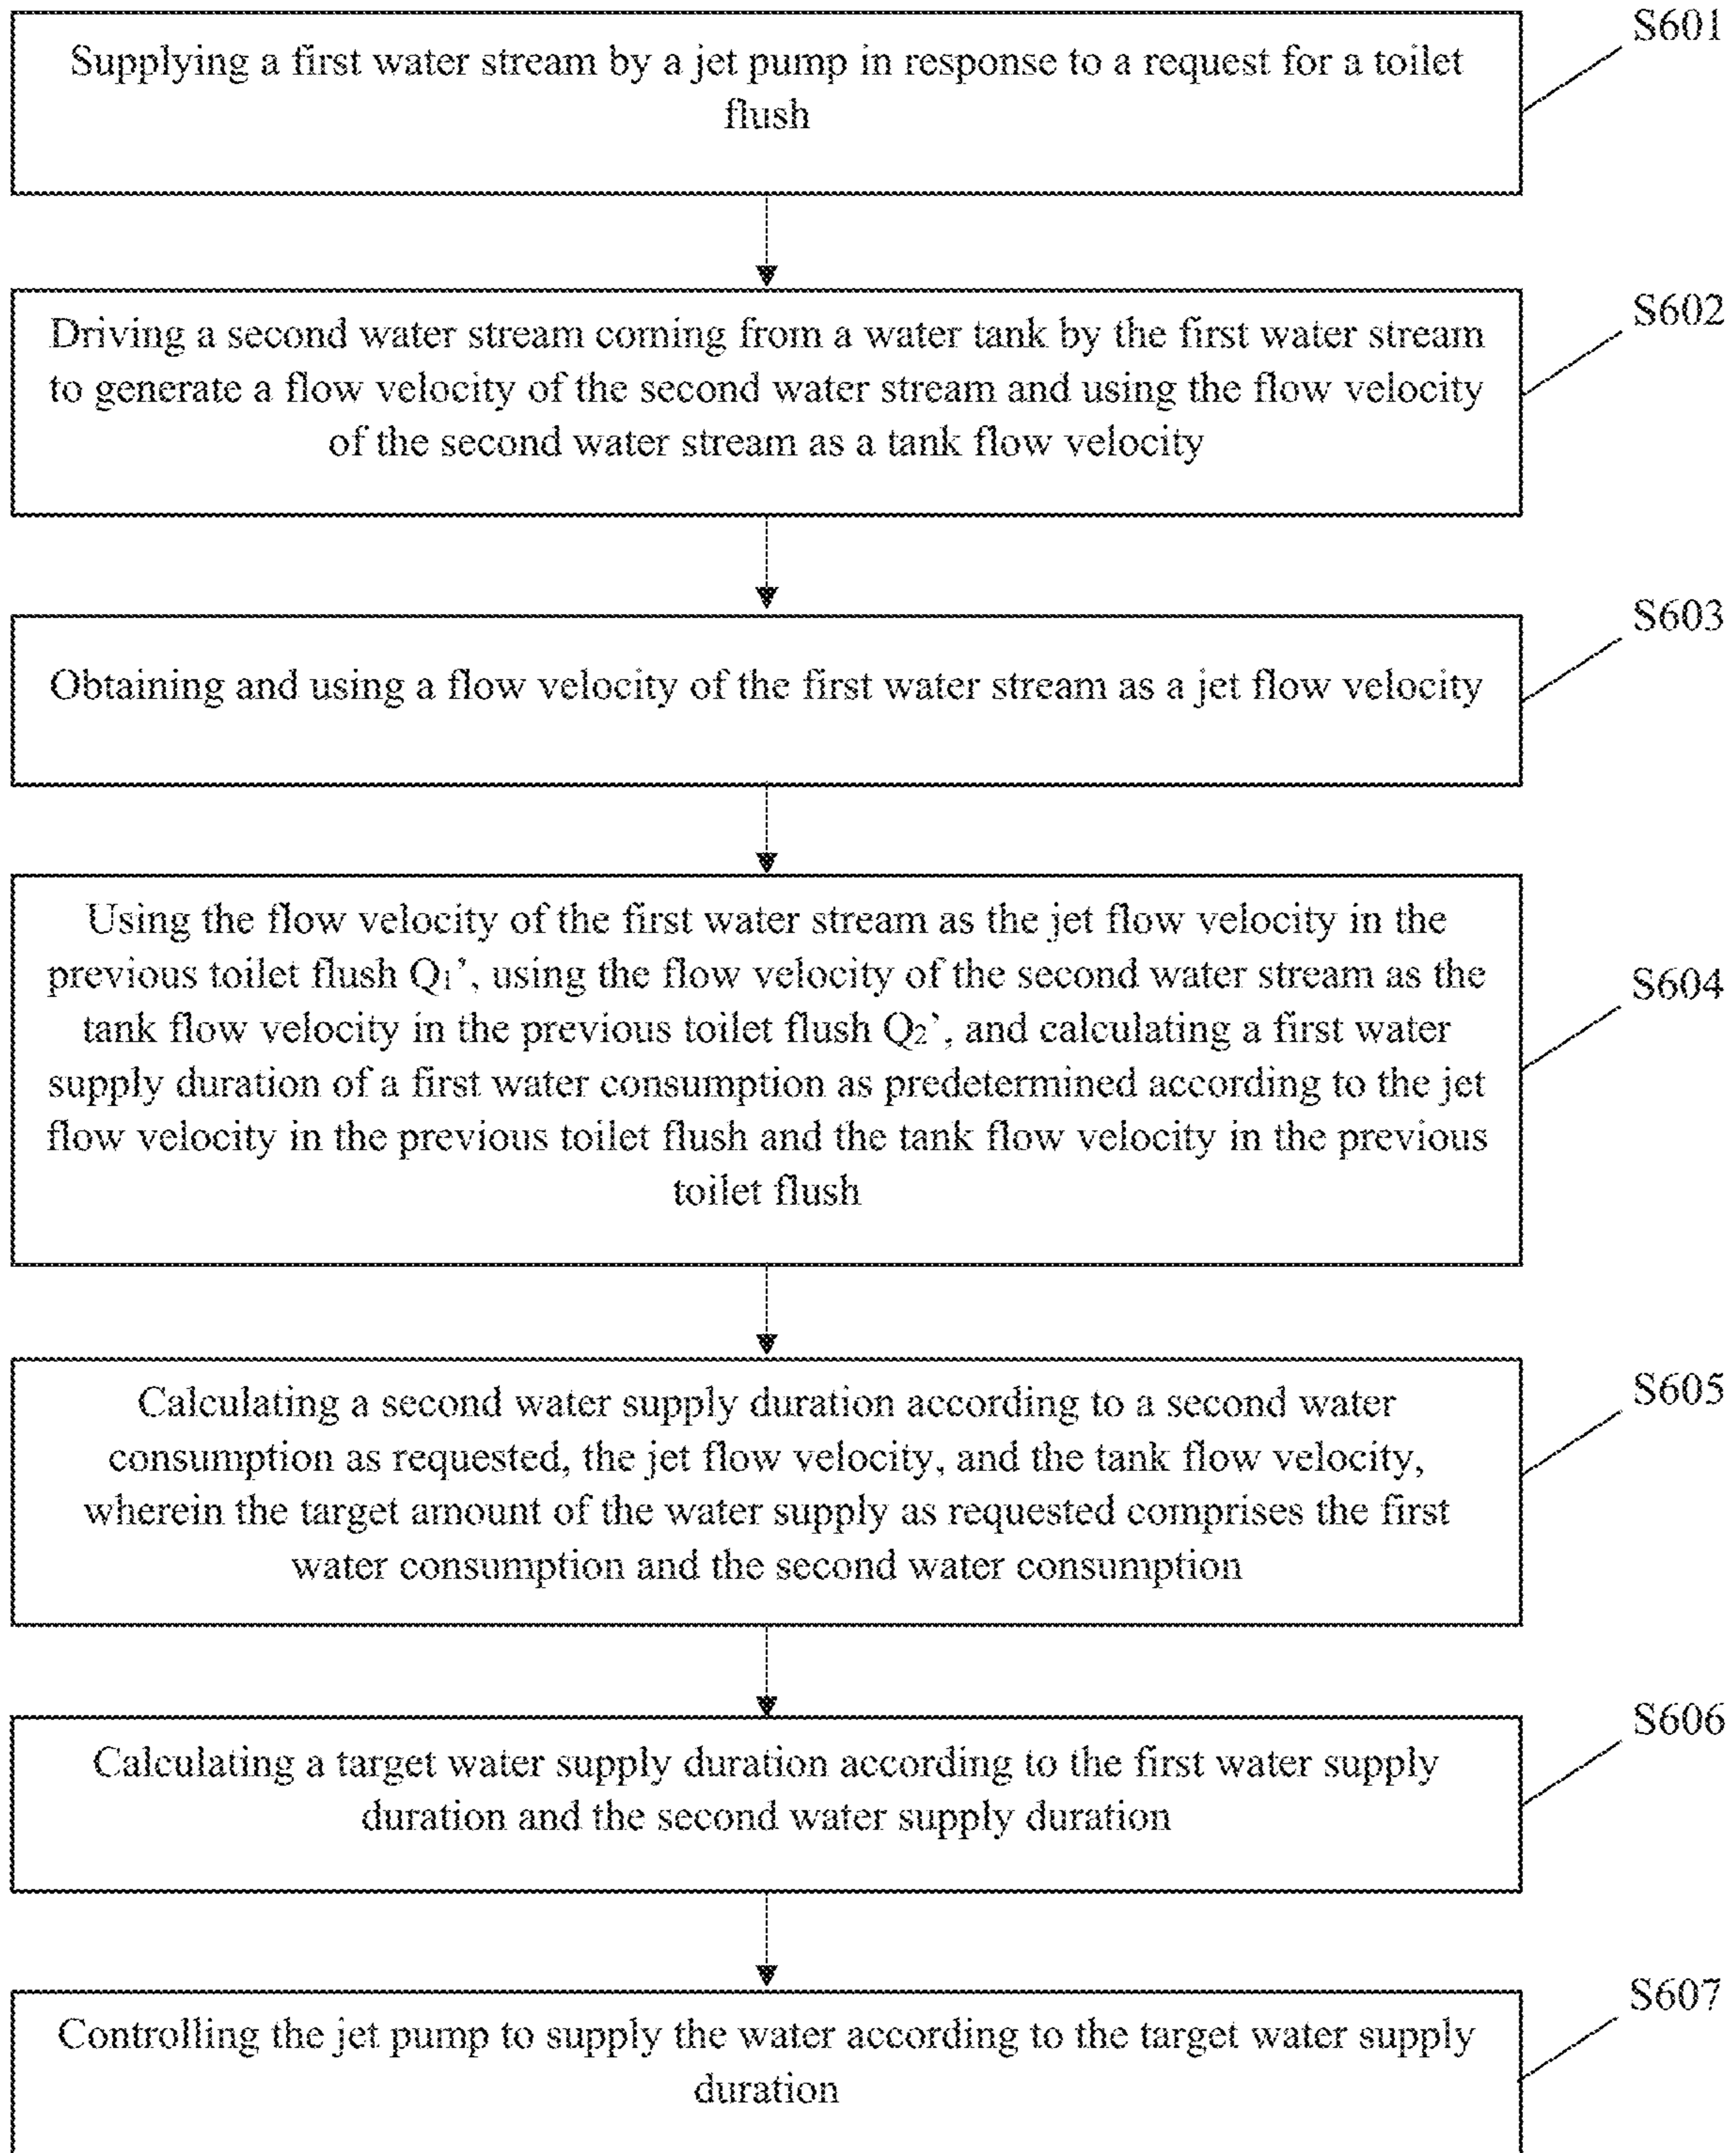 S601
Supplying a first water stream by a jet pump in response to a request for a toilet
flush
S602
Driving a second water stream coming from a water tank by the first water stream
to generate a flow velocity of the second water stream and using the flow velocity
of the second water stream as a tank flow velocity
S603
Obtaining and using a flow velocity of the first water stream as a jet flow velocity
S604
Using the flow velocity of the first water stream as the jet flow velocity in the
previous toilet flush Q₁’, using the flow velocity of the second water stream as the
tank flow velocity in the previous toilet flush Q₂’, and calculating a first water
supply duration of a first water consumption as predetermined according to the jet
flow velocity in the previous toilet flush and the tank flow velocity in the previous
toilet flush
S605
Calculating a second water supply duration according to a second water
consumption as requested, the jet flow velocity, and the tank flow velocity,
wherein the target amount of the water supply as requested comprises the first
water consumption and the second water consumption
S606
Calculating a target water supply duration according to the first water supply
duration and the second water supply duration
S607
Controlling the jet pump to supply the water according to the target water supply
duration